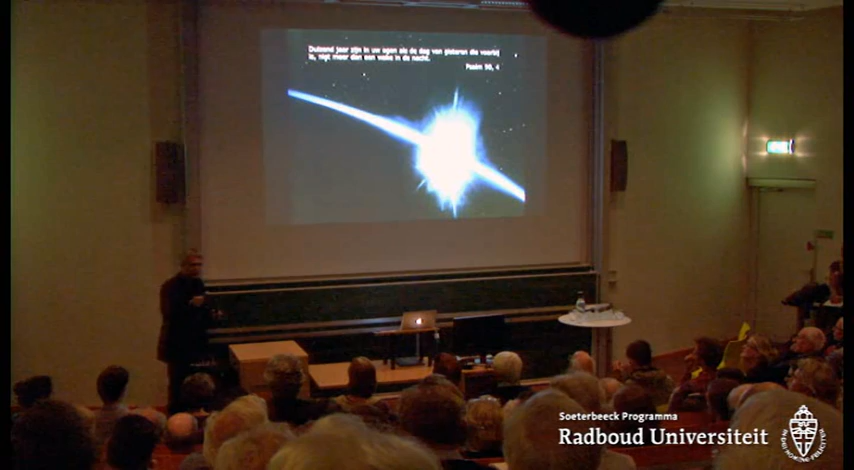 Duizend jaar zijn in uw ogen als de dag van gisteren die voorbij
is, niet meer dan een wake in de nacht.
Psalm 90, 4
Soeterbeeck Programma
Radboud Universiteit